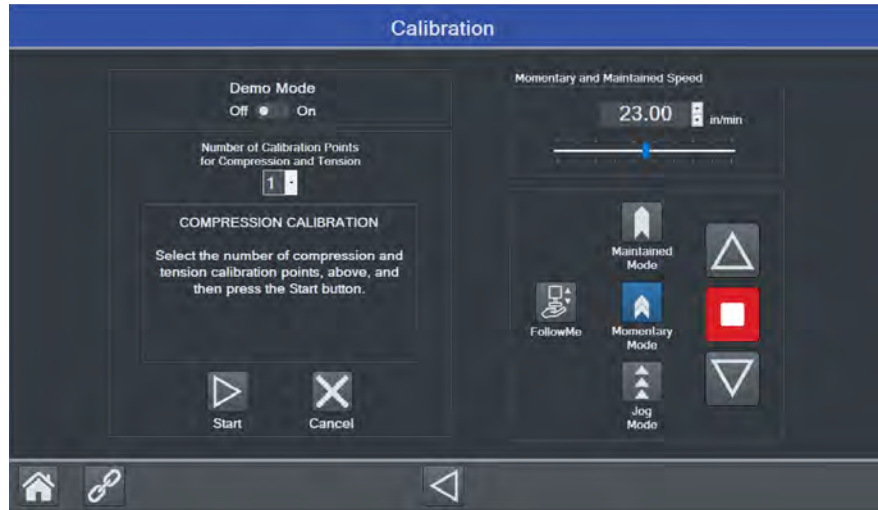 Calibration
Demo Mode
Off On
Number of Calibration Points
for Compression and Tension
1
COMPRESSION CALIBRATION
Select the number of compression and
tension calibration points, above, and
then press the Start button.
Start
Cancel
Momentary and Maintained Speed
23.00 in/min
Maintained
Mode
FollowMe
Momentary
Mode
Jog
Mode